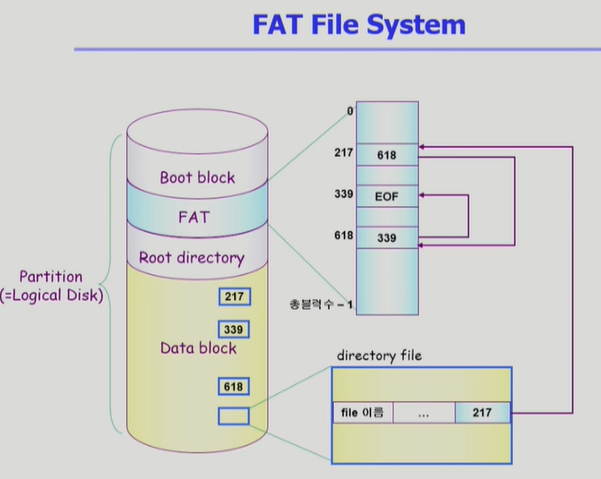 FAT File System
Boot block
FAT
Root directory
Partition
(=Logical Disk)
217
339
Data block
618
0
217
618
339
EOF
618
339
총블럭수 – 1
directory file
file 이름
...
217